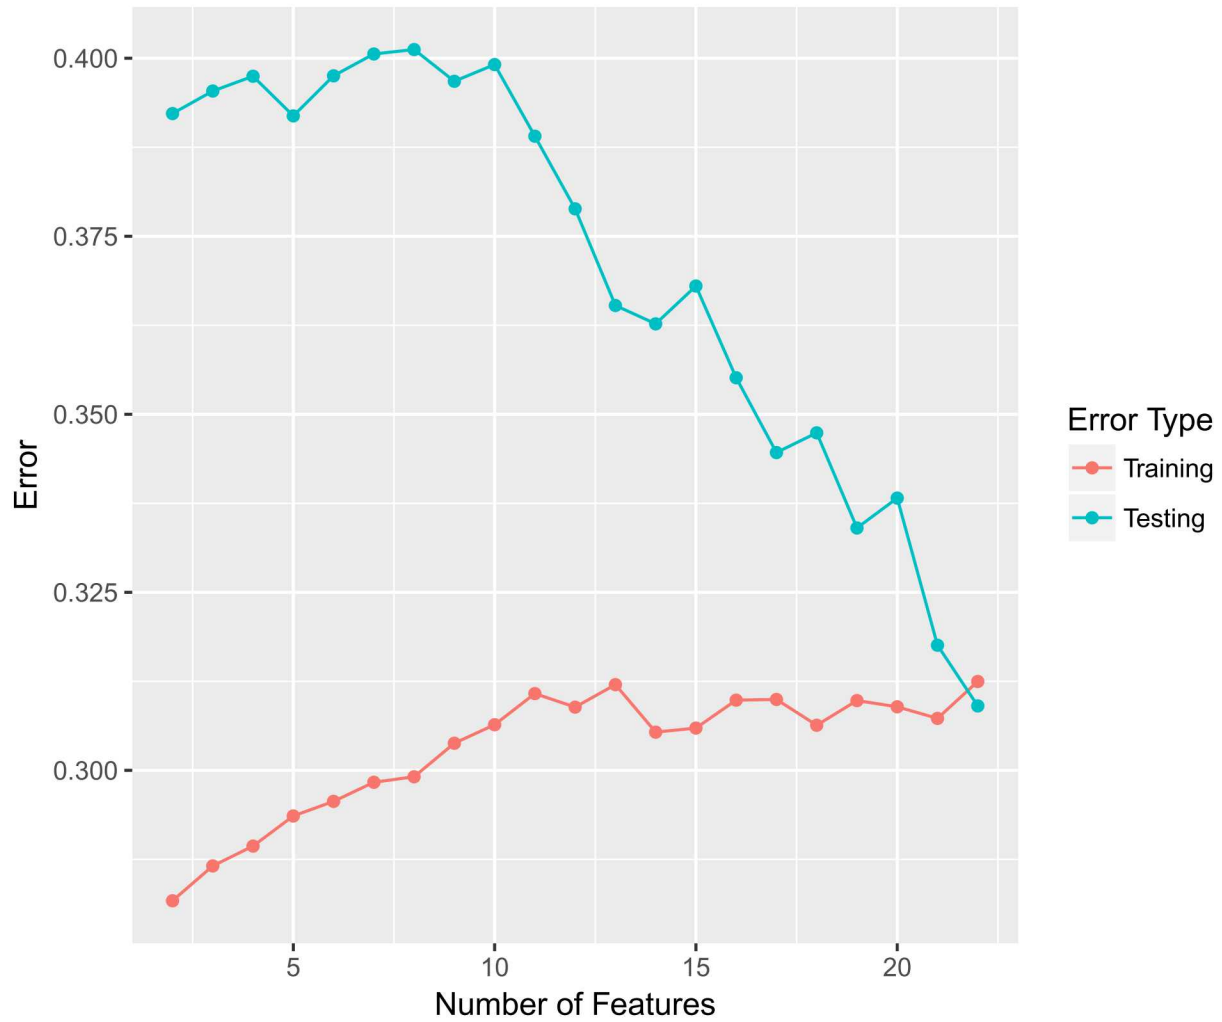 0.400
0.375
0.350
0.325
0.300
Error
5 10 15 20
Number of Features
Error Type
Training
Testing